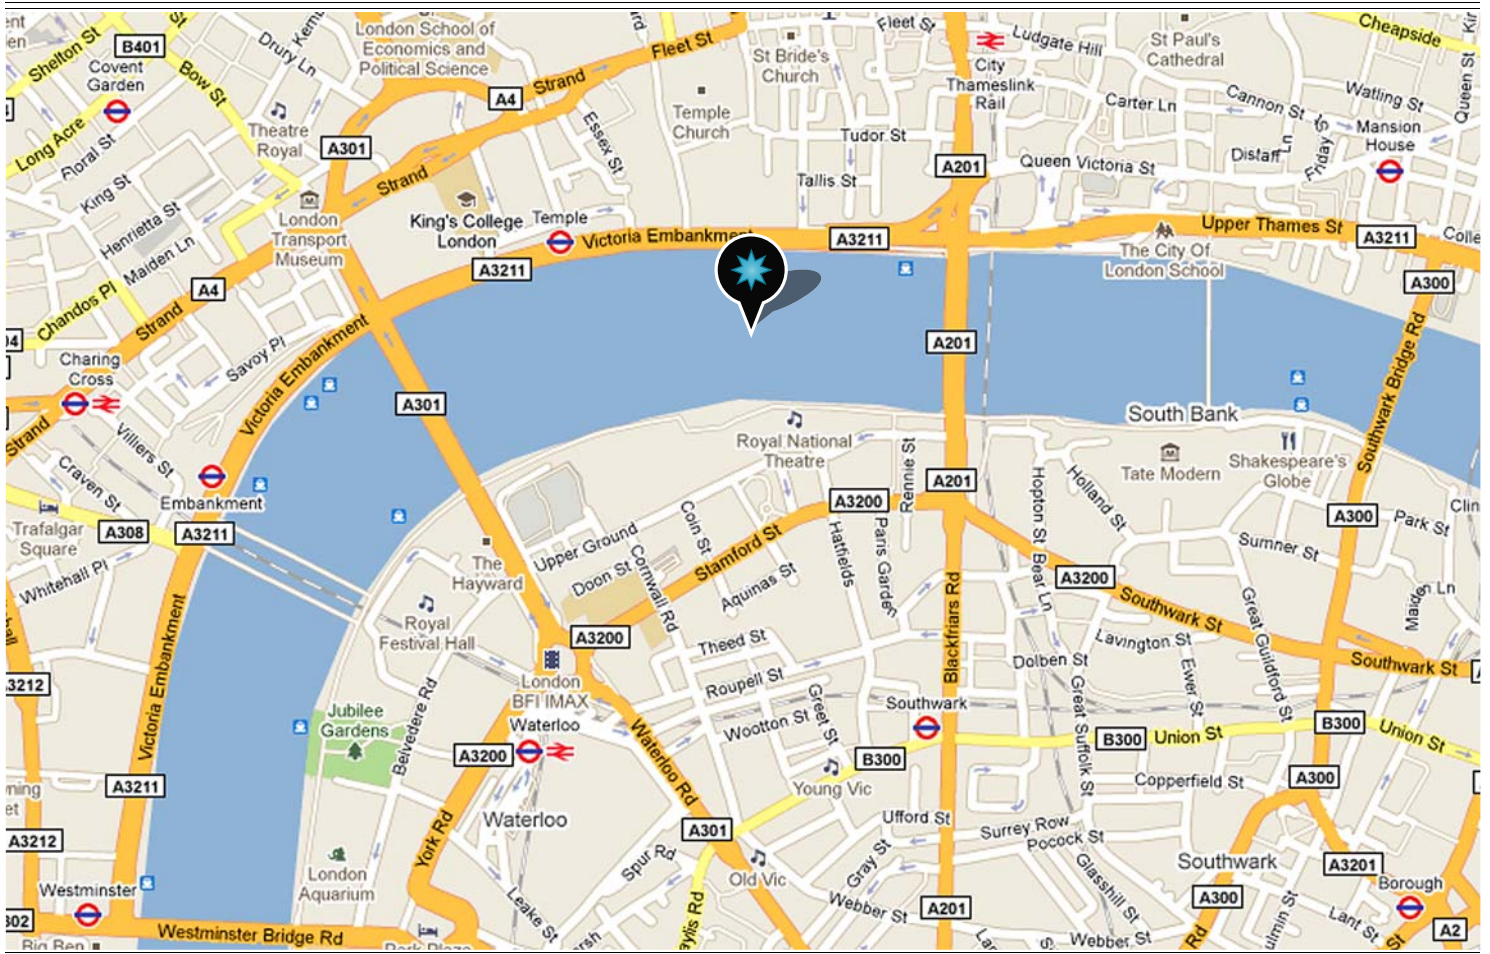 B401
Shelton St
Covent
Garden
Bow St
Drury Ln
Long Acre
Floral St
King St
Henrietta St
Maiden Ln
Chandos Pl
Theatre
Royal
London School of
Economics and
Political Science
A4
Strand
Fleet St
Essex St
A301
Strand
London
Transport
Museum
King's College
London
Temple
Temple
Church
St Bride's
Church
Fleet St
Ludgate Hill
City
Thameslink
Rail
St Paul's
Cathedral
Cheapside
Watling St
Queen St
Carter Ln
Cannon St
Mansion
House
Friday St
Distaff Ln
Tudor St
Tallis St
A201
Queen Victoria St
Victoria Embankment
A3211
A3211
The City Of
London School
Upper Thames St
A3211
A300
A4
Strand
Savoy Pl
Victoria Embankment
Charing
Cross
Strand
Villiers St
Craven St
Embankment
A301
A201
South Bank
Southwark Bridge Rd
Royal National
Theatre
Tate Modern
Shakespeare's
Globe
A201
A3200
Rennie St
Hopton St
Holland St
A300
Park St
Sumner St
Trafalgar
Square
A308
A3211
Whitehall Pl
The
Hayward
Upper Ground
Doon St
Cornwall Rd
Coin St
Stamford St
Aquinas St
Hatfields
Paris Garden
Bear Ln
A3200
Southwark St
Great Guildford St
Maiden Ln
Royal
Festival Hall
A3200
Theed St
Blackfriars Rd
Lavington St
Dolben St
Ewer St
Southwark St
London
BFI IMAX
Roupell St
Victoria Embankment
A3212
Jubilee
Gardens
Belvedere Rd
Waterloo
A3200
Waterloo Rd
Wootton St
Greet St
Southwark
B300
Great Suffolk St
B300
Union St
B300
Union St
Young Vic
Copperfield St
A300
A3211
York Rd
Waterloo
A301
Ufford St
Surrey Row
Pocock St
A3212
London
Aquarium
Spur Rd
Old Vic
Gray St
Glasshill St
Southwark
A3201
Westminster
Borough
Leake St
Webber St
A201
A300
Lant St
A2
Westminster Bridge Rd
Webber St
Big Ben
Park Plaza